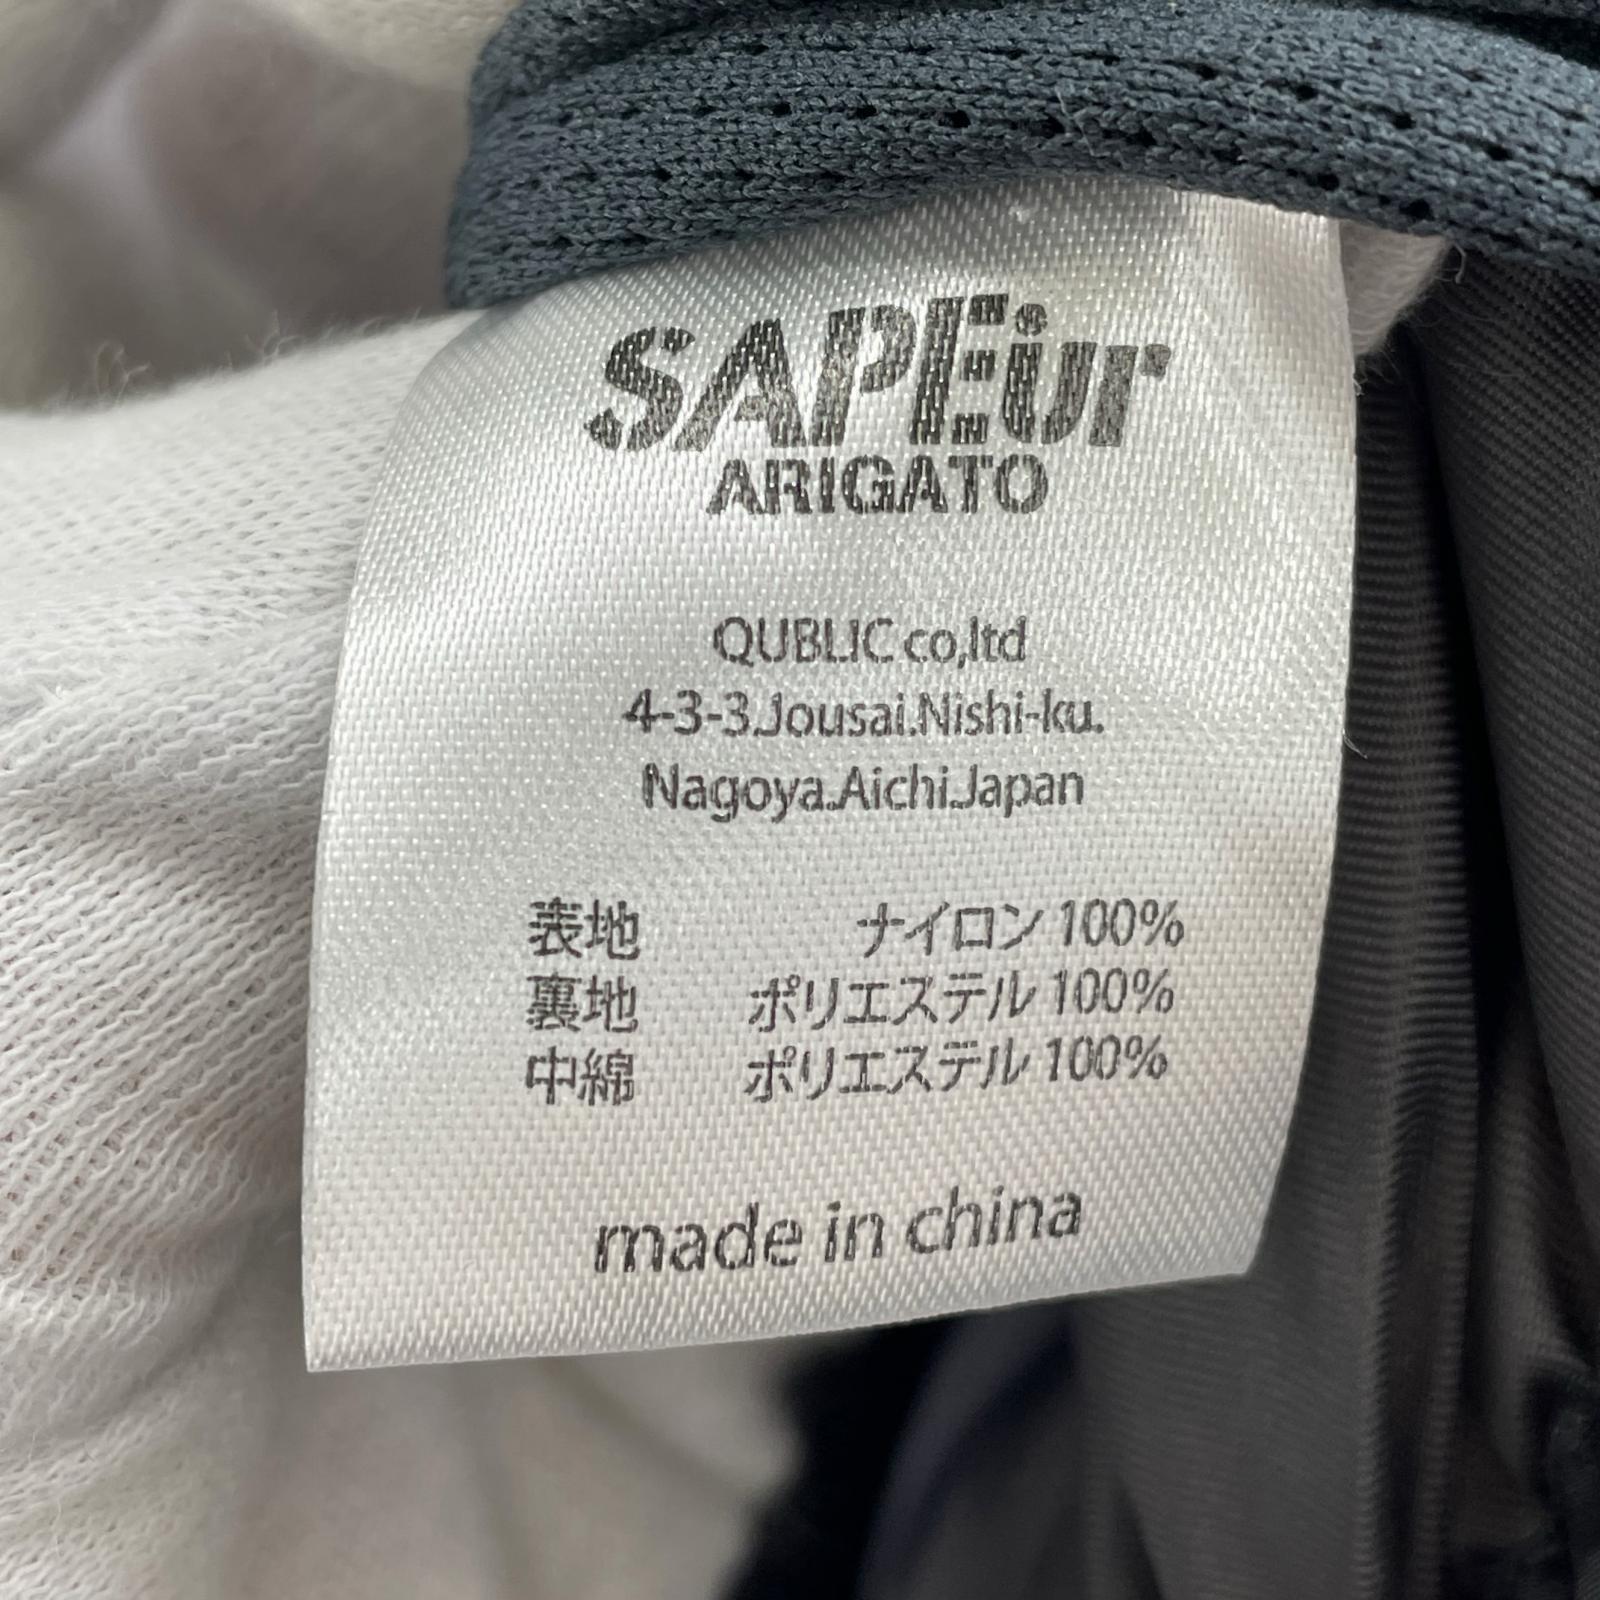 SAPEur
ARIGATO
QUBLIC co,ltd
4-3-3.Jousai.Nishi-ku.
Nagoya.Aichi.Japan
表地 ナイロン 100%
裏地 ポリエステル 100%
中綿 ポリエステル 100%
made in china